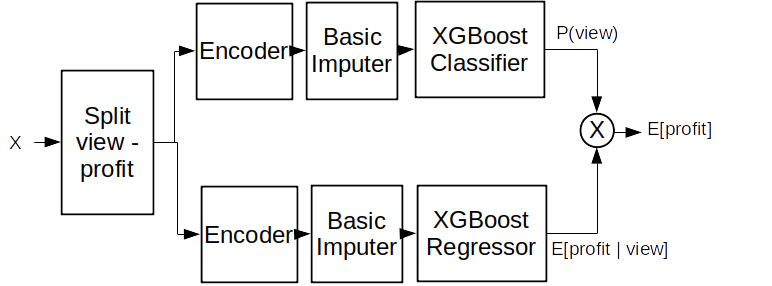 X
Split
view -
profit
Encoder
Basic
Imputer
XGBoost
Classifier
P(view)
Encoder
Basic
Imputer
XGBoost
Regressor
E[profit | view]
X
E[profit]